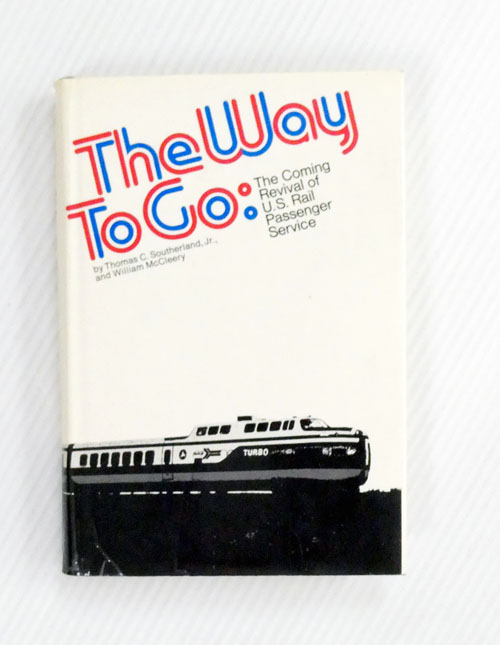 The Way
To Go:
The Coming
Revival of
U.S. Rail
Passenger
Service
by Thomas C. Southerland, Jr.,
and William McCleery
TURBO